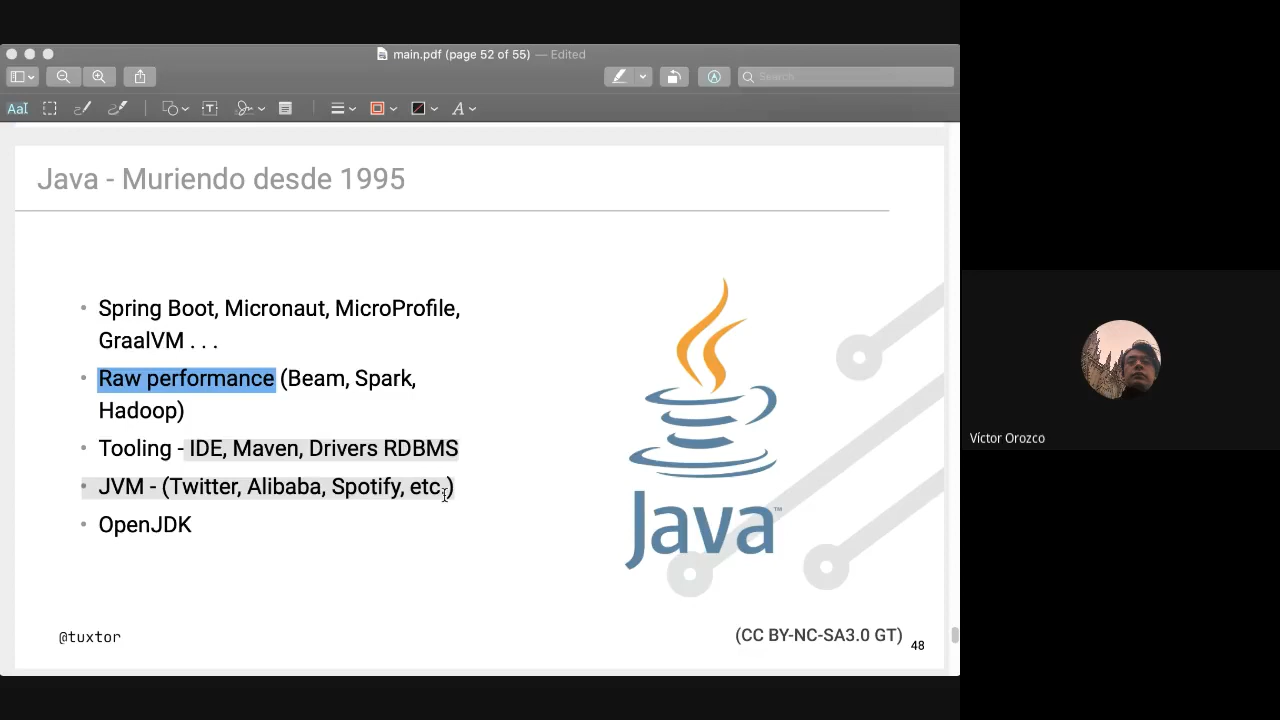 main.pdf (page 52 of 55) — Edited
Search
AaI
T
A
Java - Muriendo desde 1995
• Spring Boot, Micronaut, MicroProfile,
GraalVM . . .
• Raw performance (Beam, Spark,
Hadoop)
• Tooling - IDE, Maven, Drivers RDBMS
• JVM - (Twitter, Alibaba, Spotify, etc.)
• OpenJDK
Java™
@tuxtor
(CC BY-NC-SA3.0 GT)
48
Víctor Orozco